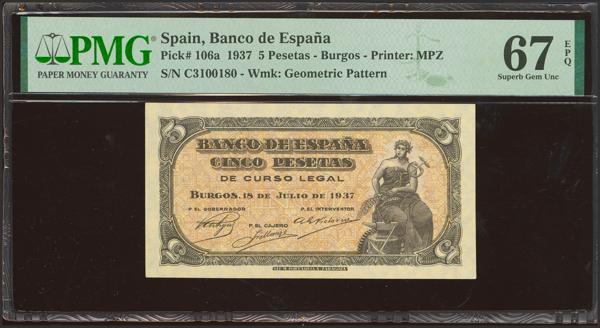 PMG
PAPER MONEY GUARANTY
Spain, Banco de España
Pick# 106a 1937 5 Pesetas - Burgos - Printer: MPZ
S/N C3100180 - Wmk: Geometric Pattern
67 EPQ
Superb Gem Unc
5 5
BANCO DE ESPAÑA
CINCO PESETAS
DE CURSO LEGAL
BURGOS, 18 DE JULIO DE 1937
P. EL GOBERNADOR P. EL INTERVENTOR
P. EL CAJERO
5